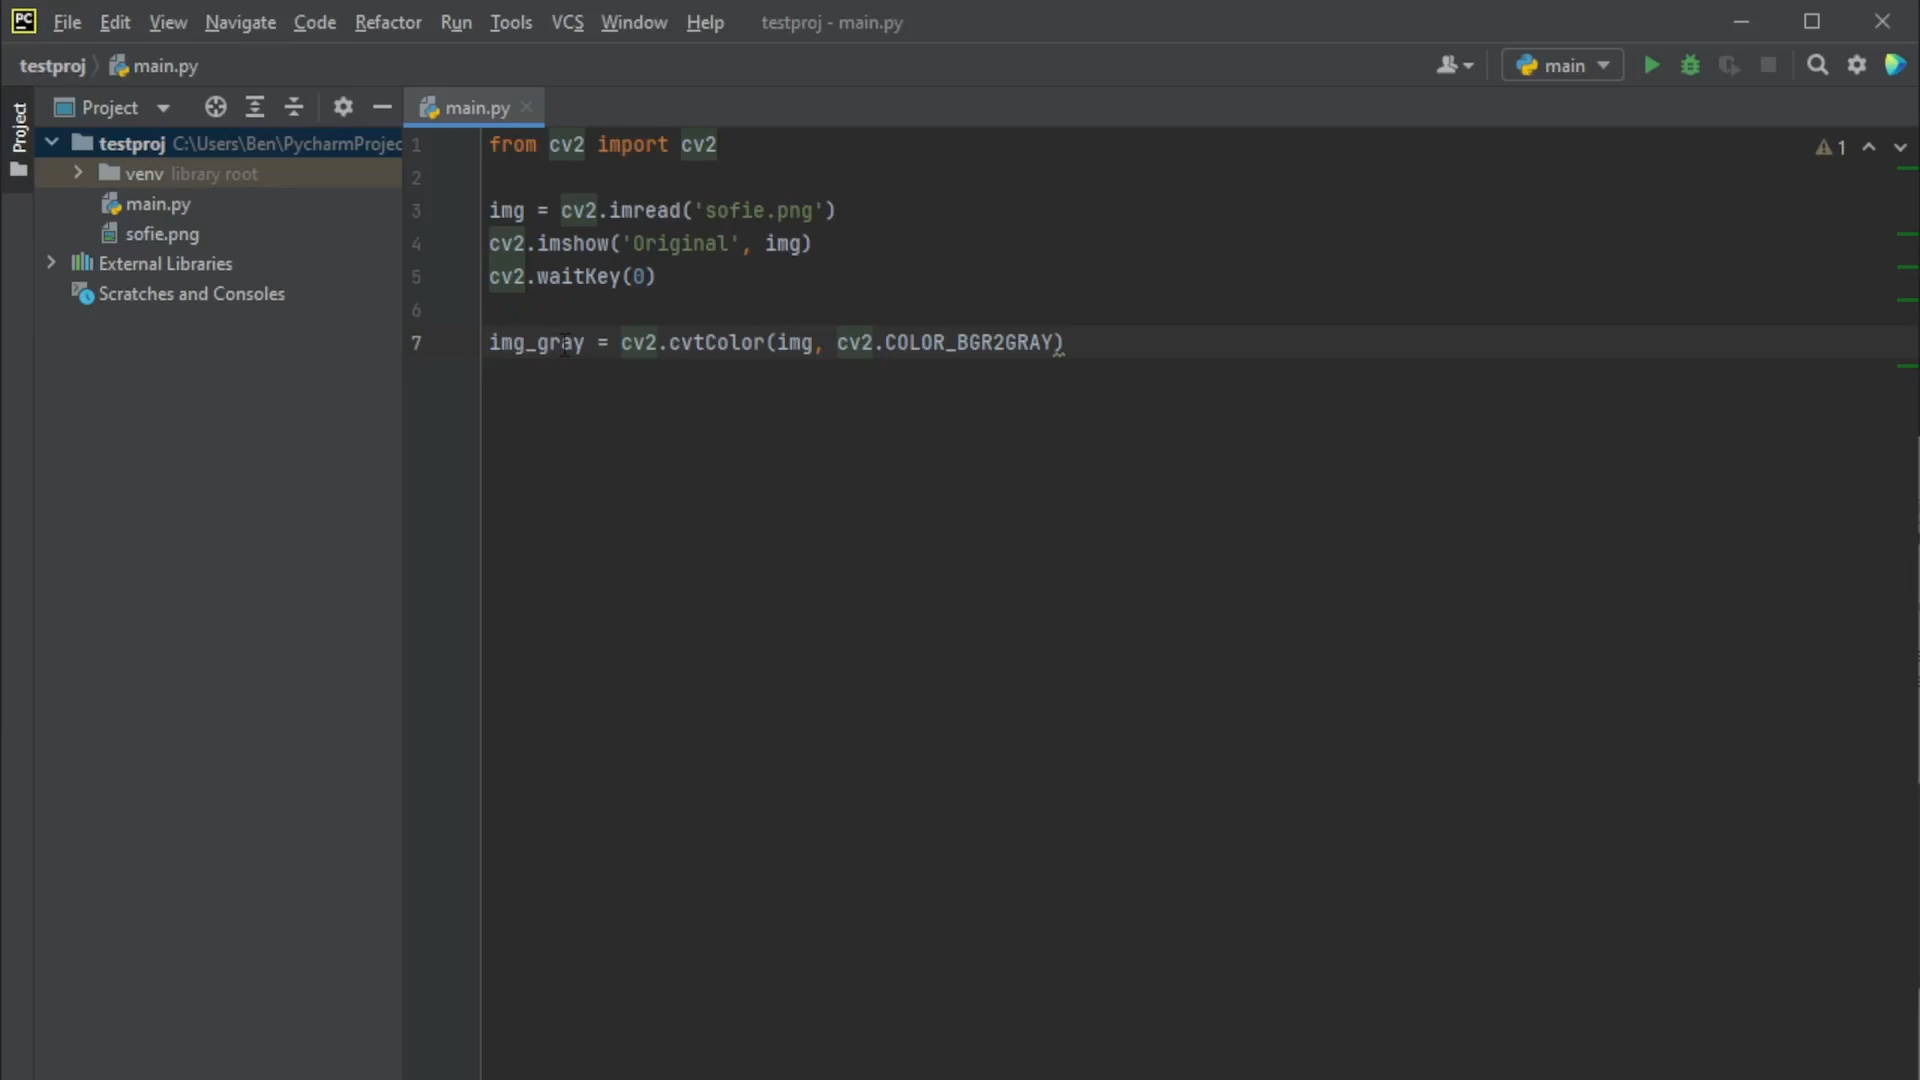 PC File Edit View Navigate Code Refactor Run Tools VCS Window Help testproj - main.py
testproj main.py main
Project
Project main.py
testproj C:\Users\Ben\PycharmProjec
venv library root
main.py
sofie.png
External Libraries
Scratches and Consoles
1 from cv2 import cv2
2
3 img = cv2.imread('sofie.png')
4 cv2.imshow('Original', img)
5 cv2.waitKey(0)
6
7 img_gray = cv2.cvtColor(img, cv2.COLOR_BGR2GRAY)
1